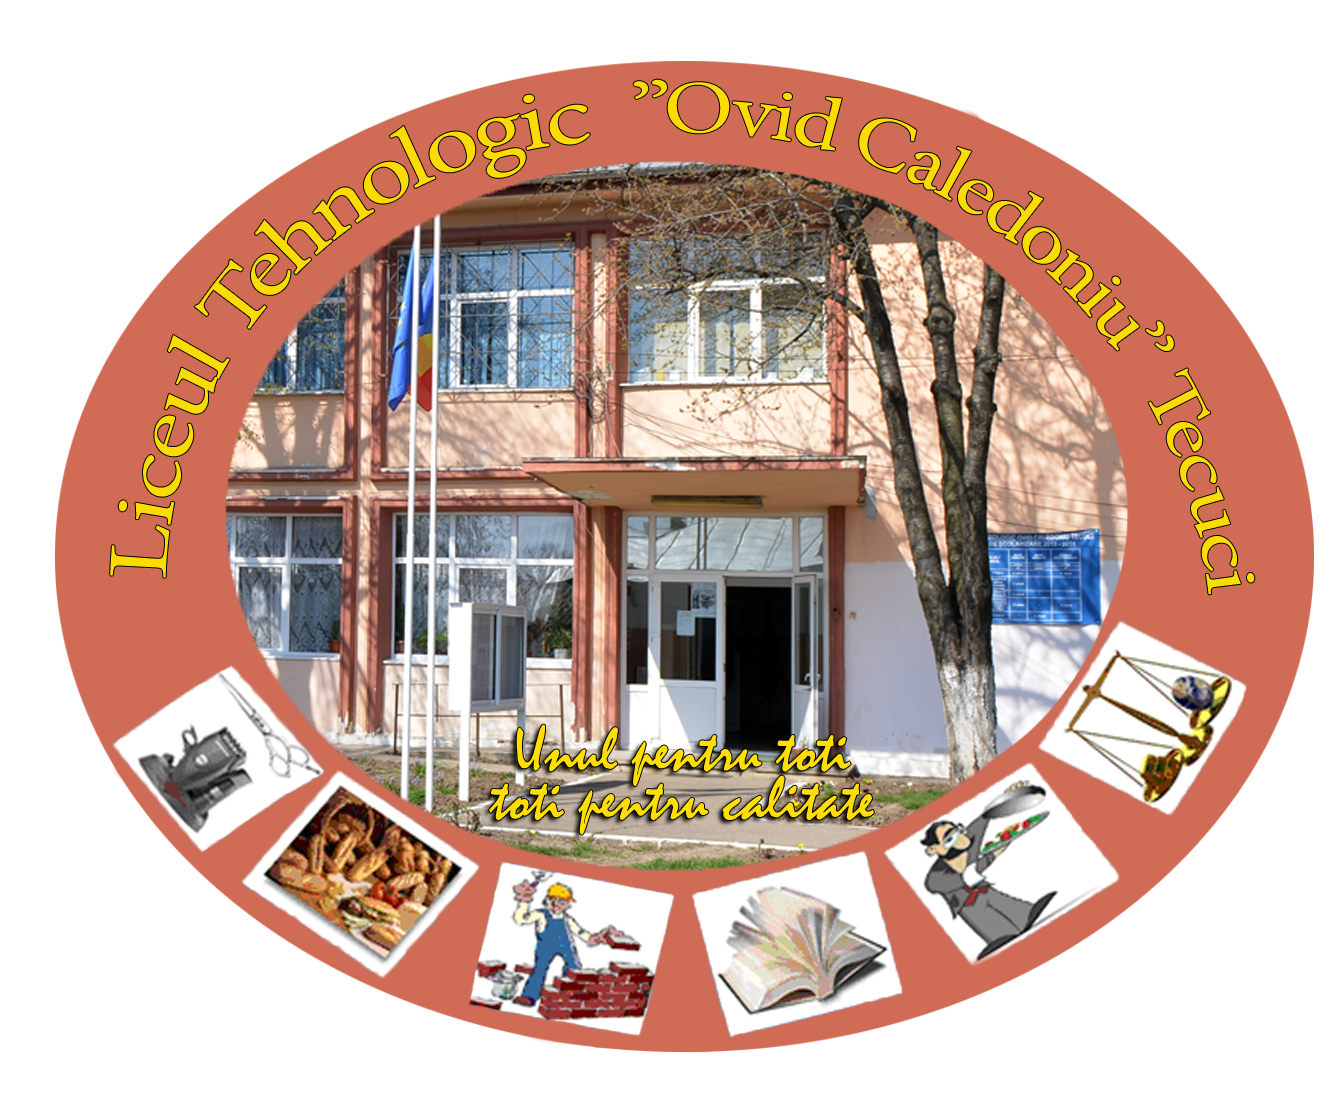 Liceul Tehnologic ”Ovid Caledoniu” Tecuci
Unul pentru toti
toti pentru calitate